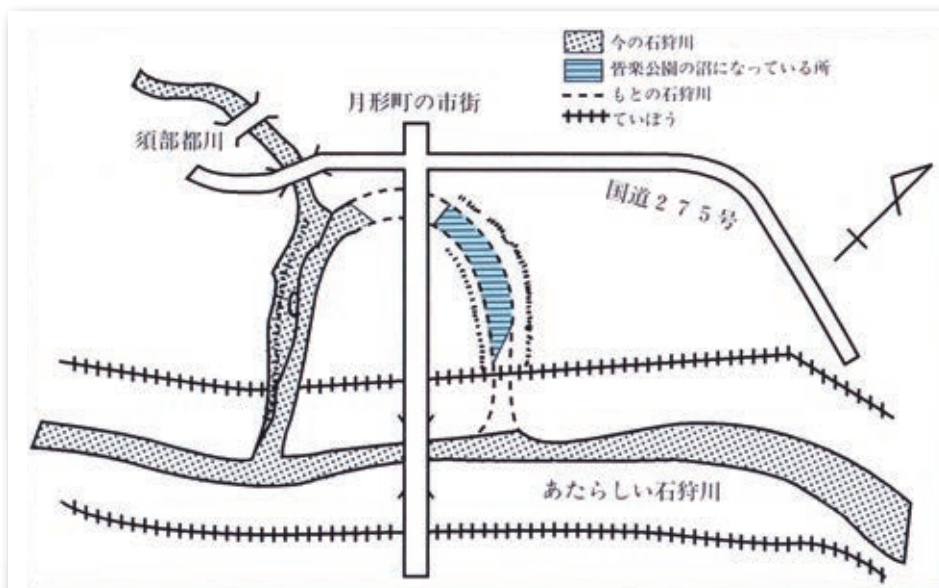 今の石狩川
皆楽公園の沼になっている所
もとの石狩川
ていぼう
月形町の市街
須部都川
国道275号
あたらしい石狩川